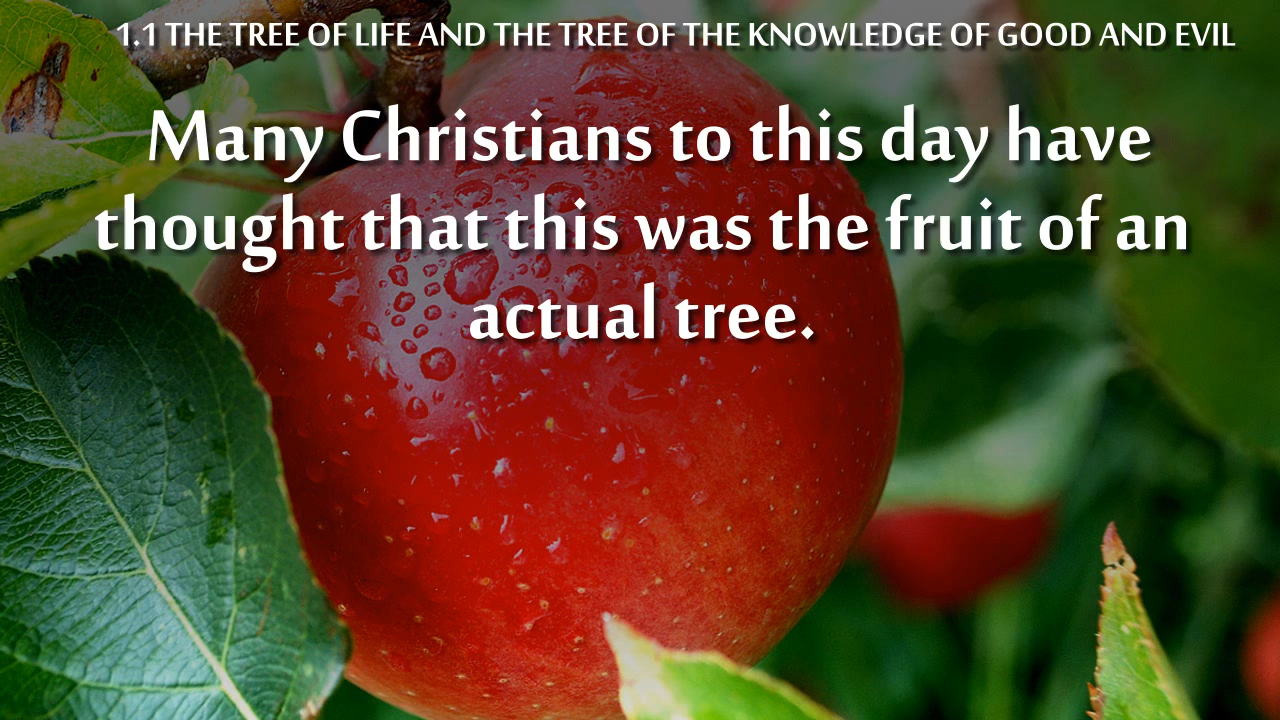 1.1 THE TREE OF LIFE AND THE TREE OF THE KNOWLEDGE OF GOOD AND EVIL
Many Christians to this day have
thought that this was the fruit of an
actual tree.